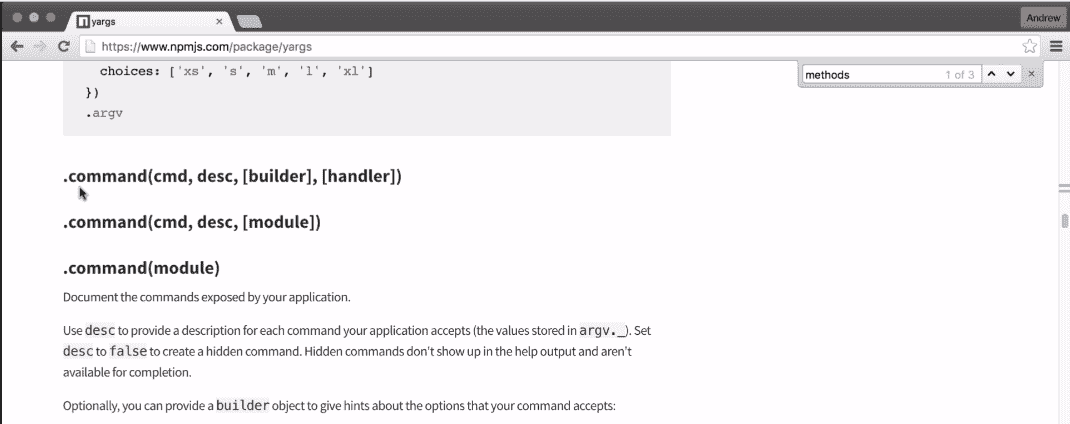 yargs
Andrew
https://www.npmjs.com/package/yargs
methods 1 of 3
choices: ['xs', 's', 'm', 'l', 'xl']
})
.argv
.command(cmd, desc, [builder], [handler])
.command(cmd, desc, [module])
.command(module)
Document the commands exposed by your application.
Use desc to provide a description for each command your application accepts (the values stored in argv._). Set
desc to false to create a hidden command. Hidden commands don't show up in the help output and aren't
available for completion.
Optionally, you can provide a builder object to give hints about the options that your command accepts: